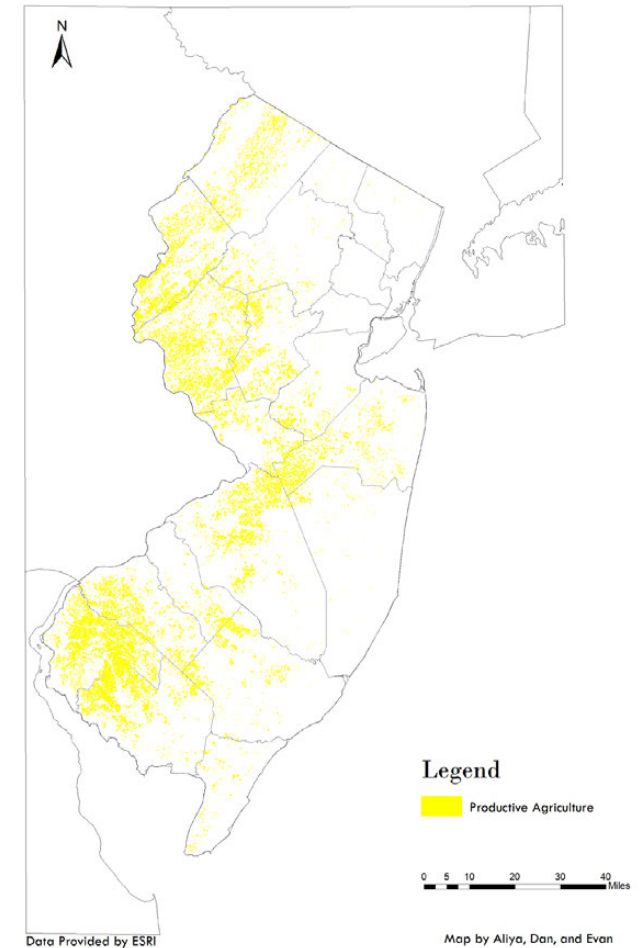 N
Legend
Productive Agriculture
0 5 10 20 30 40 Miles
Data Provided by ESRI
Map by Aliya, Dan, and Evan